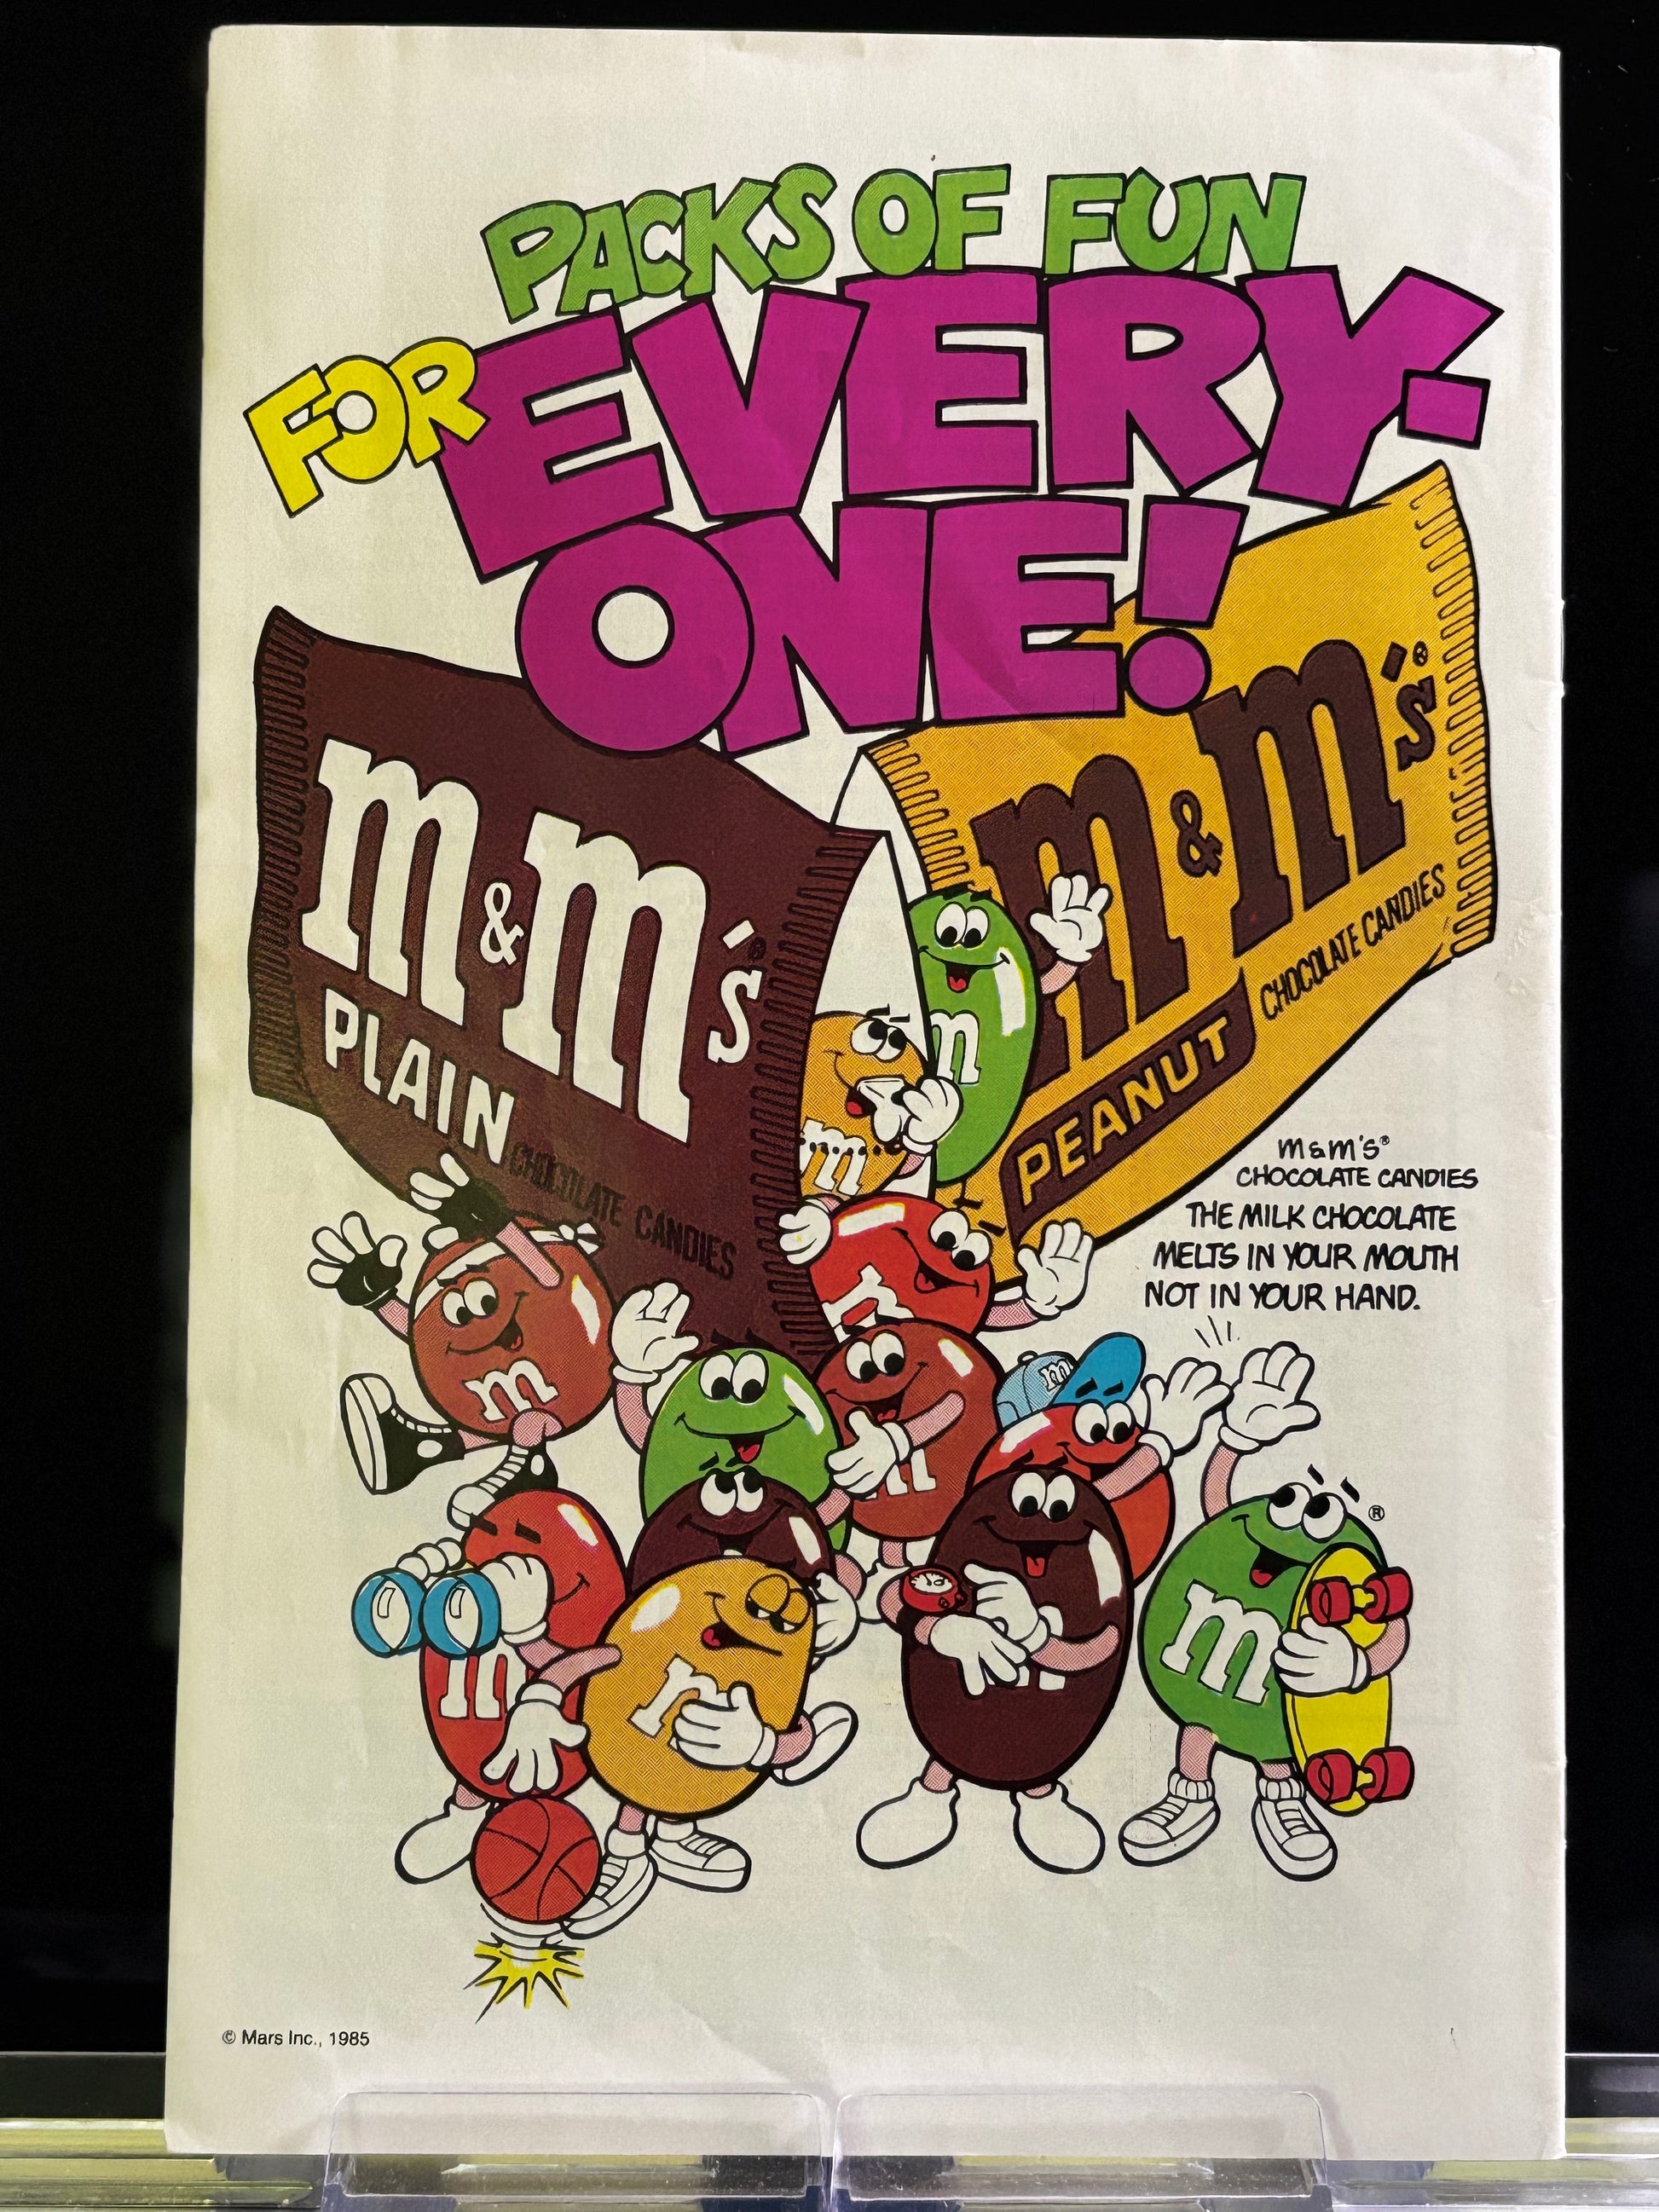 PACKS OF FUN
FOR EVERY-
ONE!
m&m's®
PLAIN CHOCOLATE CANDIES
m&m's®
PEANUT CHOCOLATE CANDIES
m&m's®
CHOCOLATE CANDIES
THE MILK CHOCOLATE
MELTS IN YOUR MOUTH
NOT IN YOUR HAND.
m
m
m
m
m
m
m
m
m
®
© Mars Inc., 1985